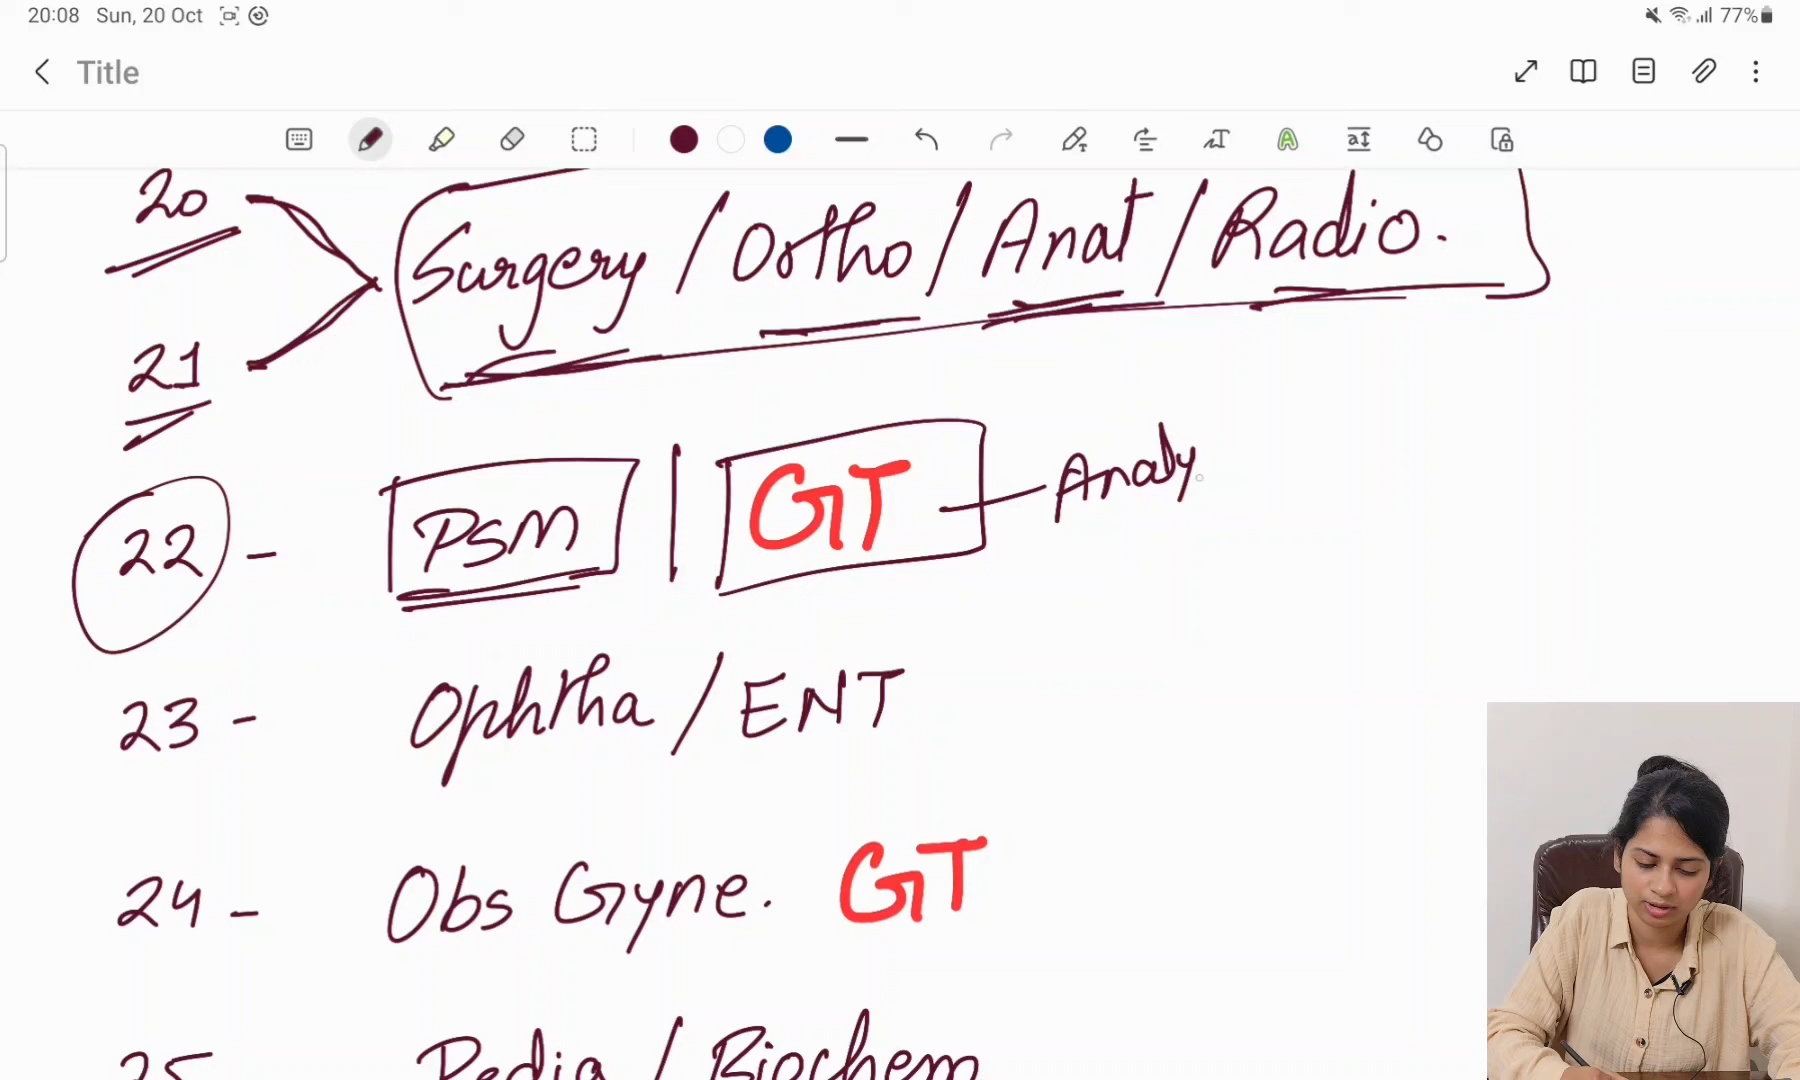 20:08 Sun, 20 Oct 77%
Title
20
Surgery / Ortho / Anat / Radio.
21
22 - PSM | GT - Analy
23 - Ophtha / ENT
24 - Obs Gyne. GT
25 Pedia / Biochem